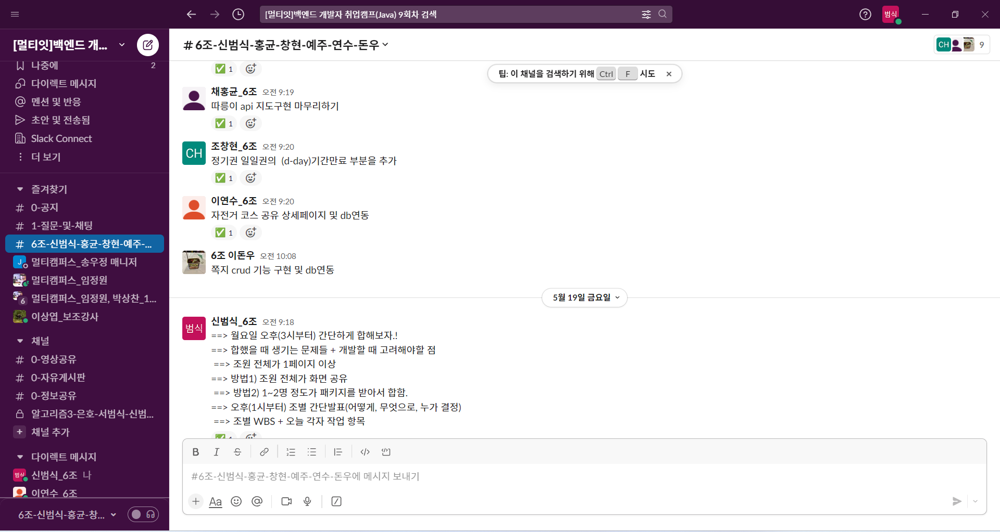 [멀티잇]백엔드 개발자 취업캠프(Java) 9회차 검색
범식
[멀티잇]백엔드 개...
나중에 2
다이렉트 메시지
멘션 및 반응
초안 및 전송됨
Slack Connect
더 보기
즐겨찾기
# 0-공지
# 1-질문-및-채팅
# 6조-신범식-홍균-창현-예주-...
J 멀티캠퍼스_송우정 매니저
멀티캠퍼스_임정원
6 멀티캠퍼스_임정원, 박상찬_1...
이상엽_보조강사
채널
# 0-영상공유
# 0-자유게시판
# 0-정보공유
알고리즘3-은호-서범식-신범...
+ 채널 추가
다이렉트 메시지
범식 신범식_6조 나
이연수_6조
6조-신범식-홍균-창...
# 6조-신범식-홍균-창현-예주-연수-돈우
CH 9
팁: 이 채널을 검색하기 위해 Ctrl F 시도
1
채홍균_6조 오전 9:19
따릉이 api 지도구현 마무리하기
1
CH
조창현_6조 오전 9:20
정기권 일일권의 (d-day)기간만료 부분을 추가
1
이연수_6조 오전 9:20
자전거 코스 공유 상세페이지 및 db연동
1
6조 이돈우 오전 10:08
쪽지 crud 기능 구현 및 db연동
5월 19일 금요일
범식
신범식_6조 오전 9:18
==> 월요일 오후(3시부터) 간단하게 합해보자.!
==> 합했을 때 생기는 문제들 + 개발할 때 고려해야할 점
==> 조원 전체가 1페이지 이상
==> 방법1) 조원 전체가 화면 공유
==> 방법2) 1~2명 정도가 패키지를 받아서 합함.
==> 오후(1시부터) 조별 간단발표(어떻게, 무엇으로, 누가 결정)
==> 조별 WBS + 오늘 각자 작업 항목
1
B I S
#6조-신범식-홍균-창현-예주-연수-돈우에 메시지 보내기
Aa